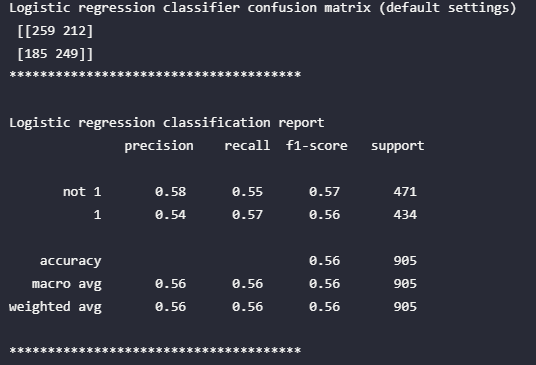 Logistic regression classifier confusion matrix (default settings)
[[259 212]
[185 249]]
**************************************
Logistic regression classification report
precision recall f1-score support
not 1 0.58 0.55 0.57 471
1 0.54 0.57 0.56 434
accuracy 0.56 905
macro avg 0.56 0.56 0.56 905
weighted avg 0.56 0.56 0.56 905
**************************************